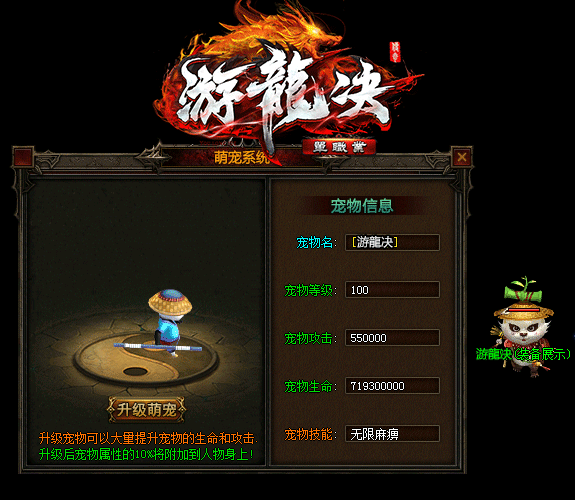 游龍决
單職業
萌宠系统
宠物信息
宠物名： [游龍决]
宠物等级： 100
宠物攻击： 550000
宠物生命： 719300000
宠物技能： 无限麻痹
升级萌宠
升级宠物可以大量提升宠物的生命和攻击.
升级后宠物属性的10%将附加到人物身上!
游龍决(装备展示)